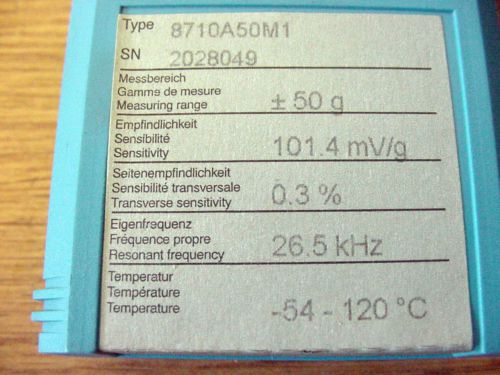 Type 8710A50M1
SN 2028049
Messbereich
Gamme de mesure
Measuring range ± 50 g
Empfindlichkeit
Sensibilité
Sensitivity 101.4 mV/g
Seitenempfindlichkeit
Sensibilité transversale
Transverse sensitivity 0.3 %
Eigenfrequenz
Fréquence propre
Resonant frequency 26.5 kHz
Temperatur
Température
Temperature -54 - 120 °C